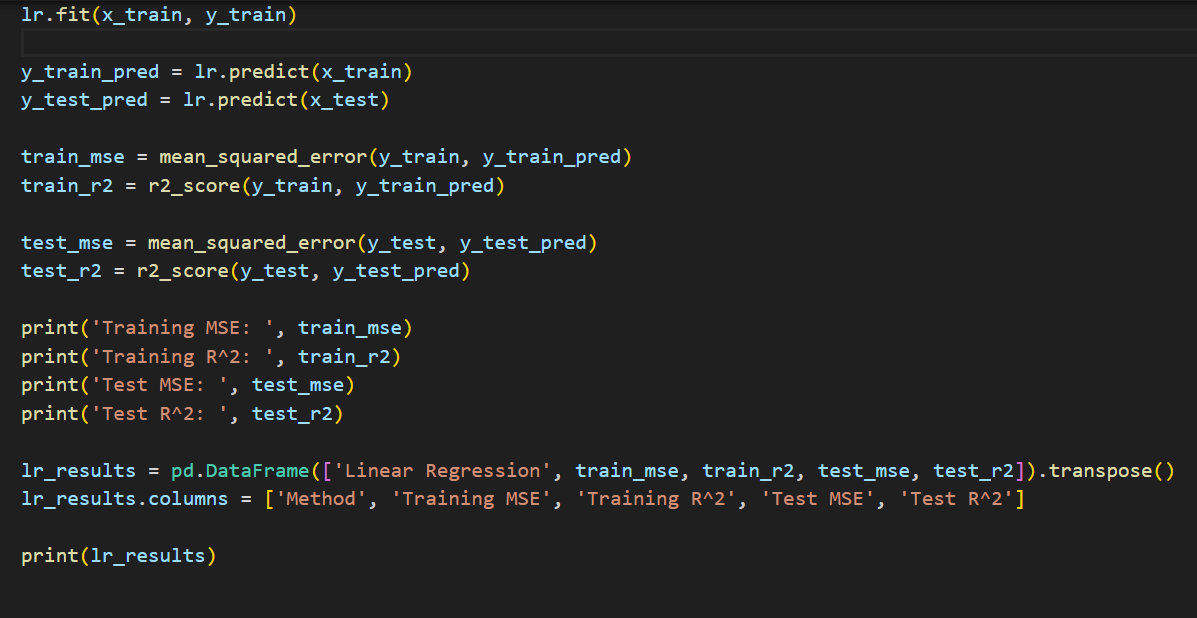 lr.fit(x_train, y_train)
y_train_pred = lr.predict(x_train)
y_test_pred = lr.predict(x_test)
train_mse = mean_squared_error(y_train, y_train_pred)
train_r2 = r2_score(y_train, y_train_pred)
test_mse = mean_squared_error(y_test, y_test_pred)
test_r2 = r2_score(y_test, y_test_pred)
print('Training MSE: ', train_mse)
print('Training R^2: ', train_r2)
print('Test MSE: ', test_mse)
print('Test R^2: ', test_r2)
lr_results = pd.DataFrame(['Linear Regression', train_mse, train_r2, test_mse, test_r2]).transpose()
lr_results.columns = ['Method', 'Training MSE', 'Training R^2', 'Test MSE', 'Test R^2']
print(lr_results)